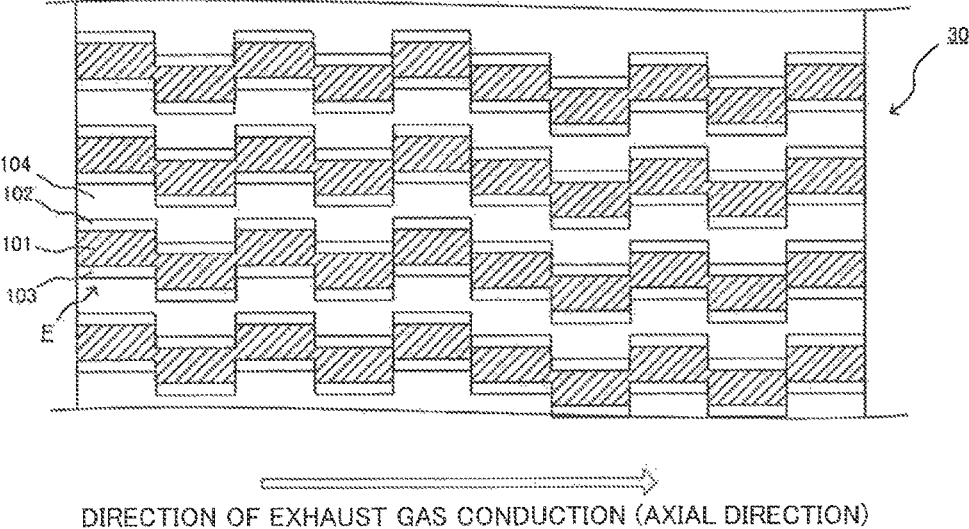 30
104
102
101
103
E
DIRECTION OF EXHAUST GAS CONDUCTION (AXIAL DIRECTION)